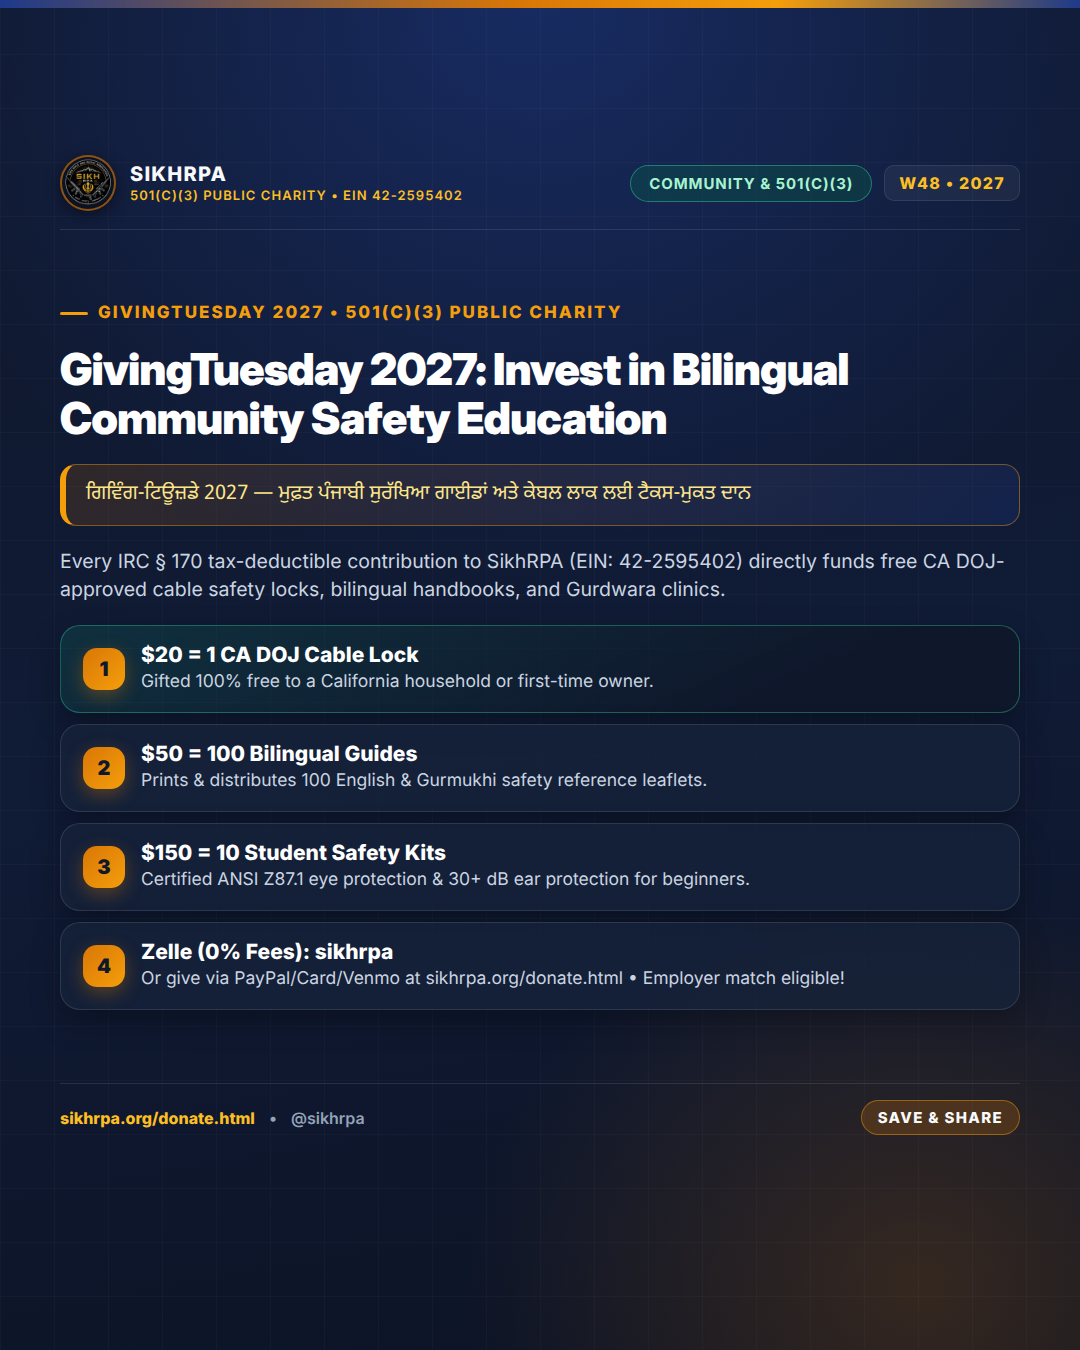 SIKH
SIKHRPA
501(C)(3) PUBLIC CHARITY • EIN 42-2595402
COMMUNITY & 501(C)(3)
W48 • 2027
GIVINGTUESDAY 2027 • 501(C)(3) PUBLIC CHARITY
GivingTuesday 2027: Invest in Bilingual
Community Safety Education
ਗਿਵਿੰਗ-ਟਿਊਜ਼ਡੇ 2027 — ਮੁਫ਼ਤ ਪੰਜਾਬੀ ਸੁਰੱਖਿਆ ਗਾਈਡਾਂ ਅਤੇ ਕੇਬਲ ਲਾਕ ਲਈ ਟੈਕਸ-ਮੁਕਤ ਦਾਨ
Every IRC § 170 tax-deductible contribution to SikhRPA (EIN: 42-2595402) directly funds free CA DOJ-
approved cable safety locks, bilingual handbooks, and Gurdwara clinics.
1
$20 = 1 CA DOJ Cable Lock
Gifted 100% free to a California household or first-time owner.
2
$50 = 100 Bilingual Guides
Prints & distributes 100 English & Gurmukhi safety reference leaflets.
3
$150 = 10 Student Safety Kits
Certified ANSI Z87.1 eye protection & 30+ dB ear protection for beginners.
4
Zelle (0% Fees): sikhrpa
Or give via PayPal/Card/Venmo at sikhrpa.org/donate.html • Employer match eligible!
sikhrpa.org/donate.html • @sikhrpa
SAVE & SHARE